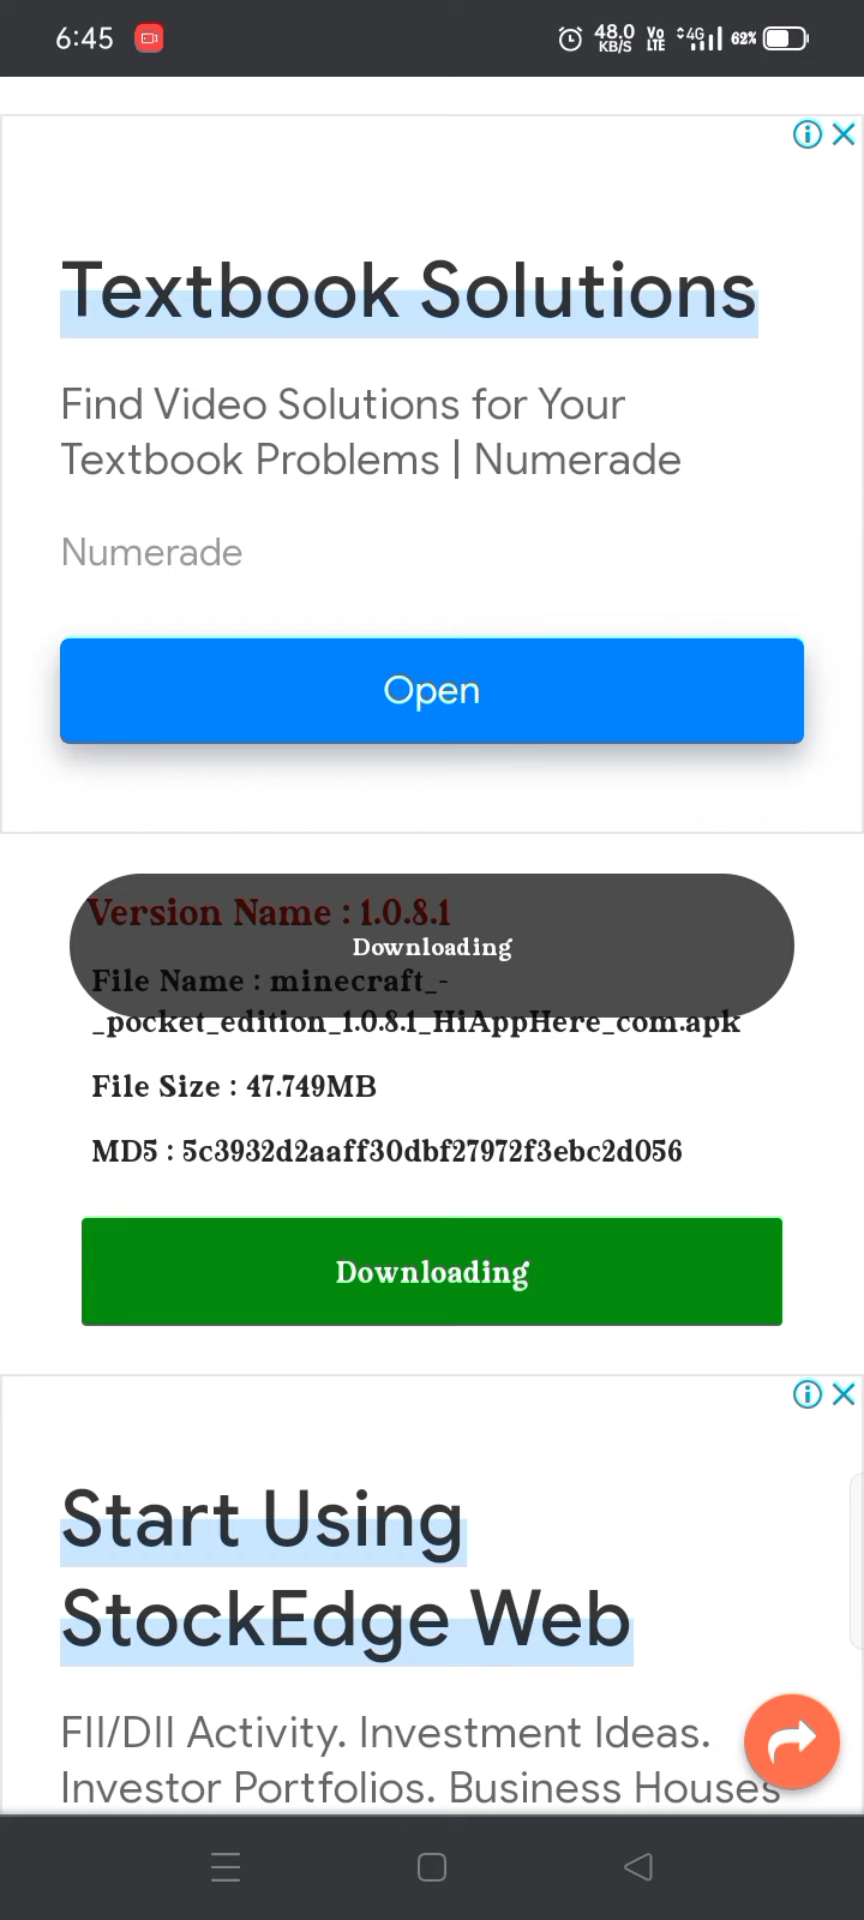 6:45
48.0 KB/S Vo LTE 4G 62%
Textbook Solutions
Find Video Solutions for Your
Textbook Problems | Numerade
Numerade
Open
Version Name : 1.0.8.1
Downloading
File Name : minecraft_-
_pocket_edition_1.0.8.1_HiAppHere_com.apk
File Size : 47.749MB
MD5 : 5c3932d2aaff30dbf27972f3ebc2d056
Downloading
Start Using
StockEdge Web
FII/DII Activity. Investment Ideas.
Investor Portfolios. Business Houses